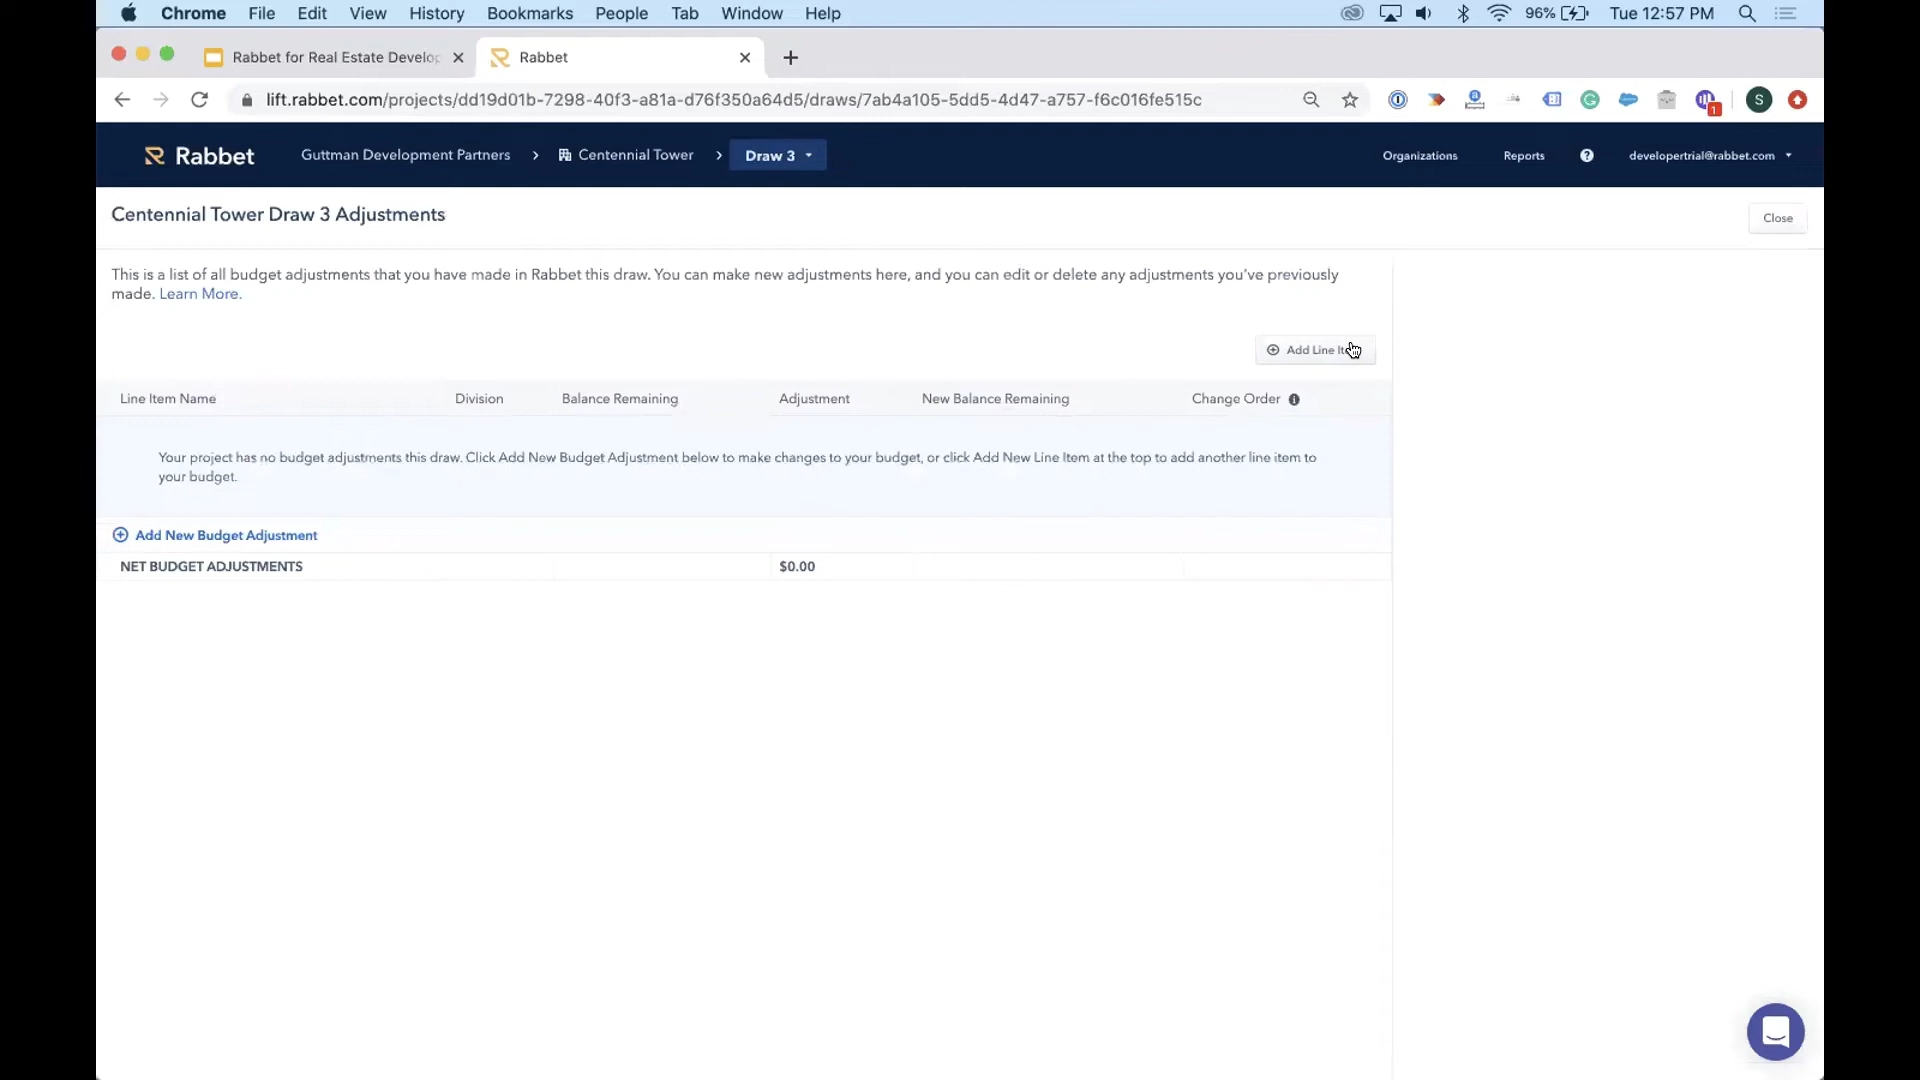 Chrome File Edit View History Bookmarks People Tab Window Help 96% Tue 12:57 PM
Rabbet for Real Estate Develop
Rabbet
lift.rabbet.com/projects/dd19d01b-7298-40f3-a81a-d76f350a64d5/draws/7ab4a105-5dd5-4d47-a757-f6c016fe515c
1
S
Rabbet Guttman Development Partners > Centennial Tower > Draw 3 Organizations Reports ? developertrial@rabbet.com
Centennial Tower Draw 3 Adjustments
Close
This is a list of all budget adjustments that you have made in Rabbet this draw. You can make new adjustments here, and you can edit or delete any adjustments you've previously
made. Learn More.
Add Line
Line Item Name Division Balance Remaining Adjustment New Balance Remaining Change Order
Your project has no budget adjustments this draw. Click Add New Budget Adjustment below to make changes to your budget, or click Add New Line Item at the top to add another line item to
your budget.
Add New Budget Adjustment
NET BUDGET ADJUSTMENTS $0.00